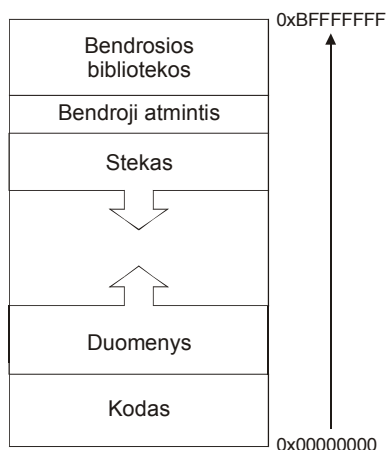 0xBFFFFFFF
Bendrosios
bibliotekos
Bendroji atmintis
Stekas
Duomenys
Kodas
0x00000000